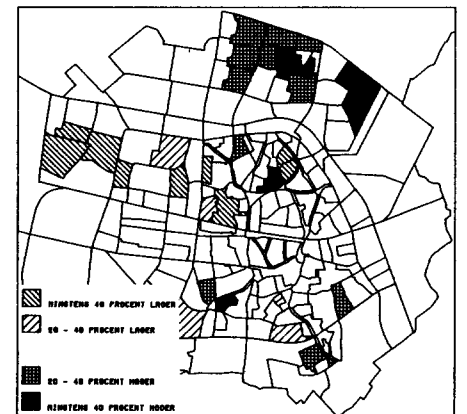 MINSTENS 40 PROCENT LAGER
20 - 40 PROCENT LAGER
20 - 40 PROCENT HOGER
MINSTENS 40 PROCENT HOGER